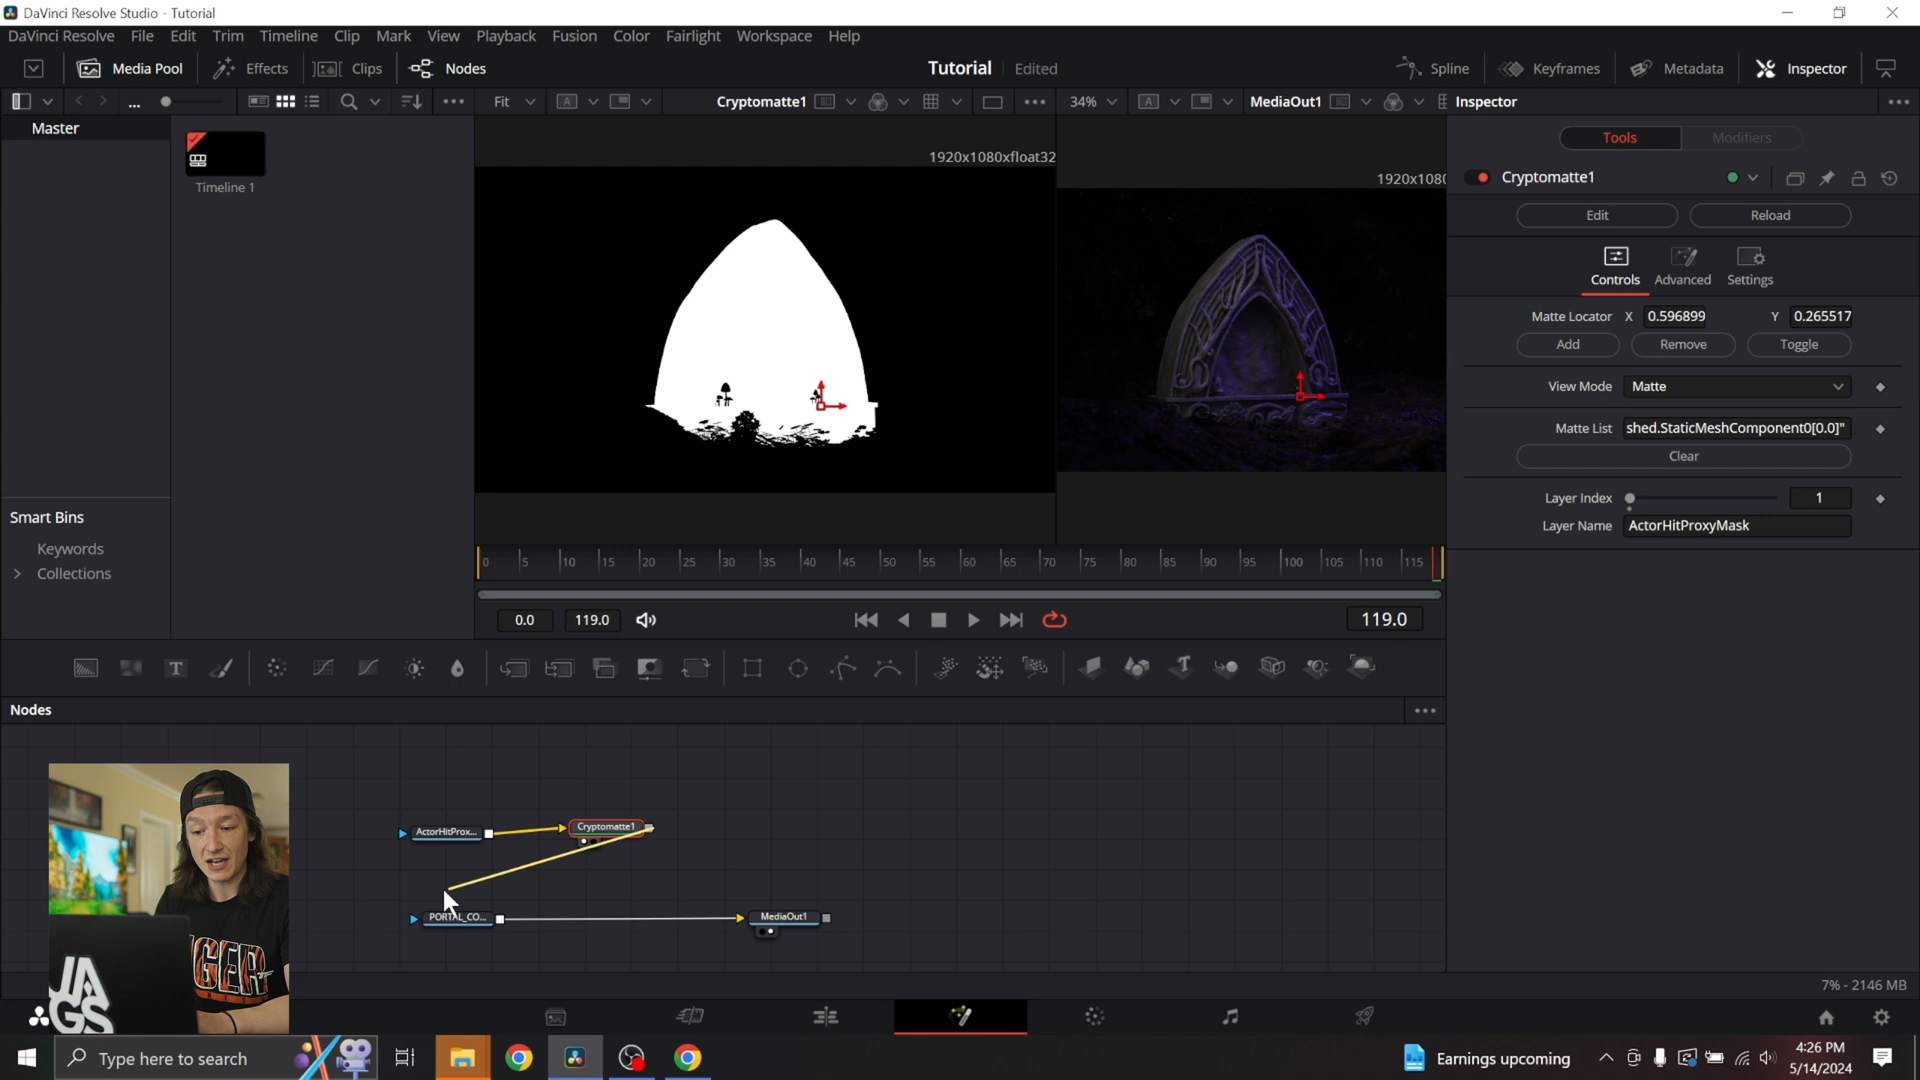 DaVinci Resolve Studio - Tutorial
DaVinci Resolve File Edit Trim Timeline Clip Mark View Playback Fusion Color Fairlight Workspace Help
Media Pool Effects Clips Nodes Tutorial Edited Spline Keyframes Metadata Inspector
... Fit A Cryptomatte1 ... 34% A MediaOut1 Inspector ...
Master
Timeline 1
1920x1080xfloat32
1920x1080
Tools Modifiers
Cryptomatte1
Edit Reload
Controls Advanced Settings
Matte Locator X 0.596899 Y 0.265517
Add Remove Toggle
View Mode Matte
Matte List shed.StaticMeshComponent0[0.0]"
Clear
Layer Index 1
Layer Name ActorHitProxyMask
Smart Bins
Keywords
Collections
0 5 10 15 20 25 30 35 40 45 50 55 60 65 70 75 80 85 90 95 100 105 110 115
0.0 119.0 119.0
Nodes
ActorHitProx... Cryptomatte1
PORTAL_CO... MediaOut1
JAGS
7% - 2146 MB
Type here to search
Earnings upcoming
4:26 PM
5/14/2024